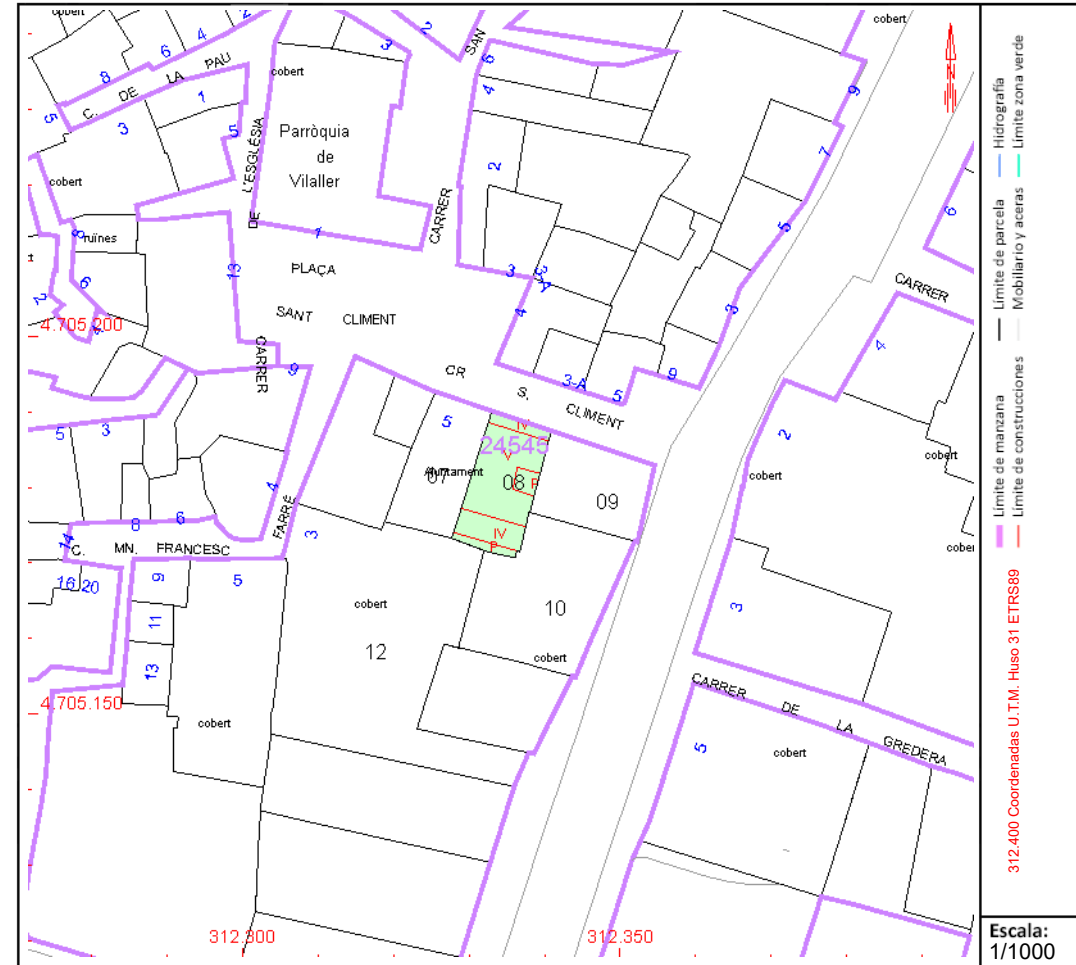 cobert
2
6
4
8
C. DE LA PAU
5
3
1
5
cobert
3
2
SAN
6
4
cobert
9
N
Parròquia
de
Vilaller
DE L'ESGLÉSIA
1
CARRER
2
7
5
cobert
ruïnes
8
6
2
4
13
PLAÇA
SANT CLIMENT
3
3-A
4
3
6
CARRER
4.705.200
CARRER
9
CR S. CLIMENT
3-A
5
9
4
5
3
5
24545
IV
V
Ajuntament
07
08
P
09
IV
P
2
cobert
cobert
cober
4
8
6
14
C. MN. FRANCESC FARRÉ
3
16.20
9
5
11
13
cobert
12
10
cobert
3
4.705.150
cobert
CARRER DE LA GREDERA
5
cobert
312.300
312.350
Hidrografia
Límite zona verde
Límite de parcela
Mobiliario y aceras
Límite de manzana
Límite de construcciones
312.400 Coordenadas U.T.M. Huso 31 ETRS89
Escala:
1/1000